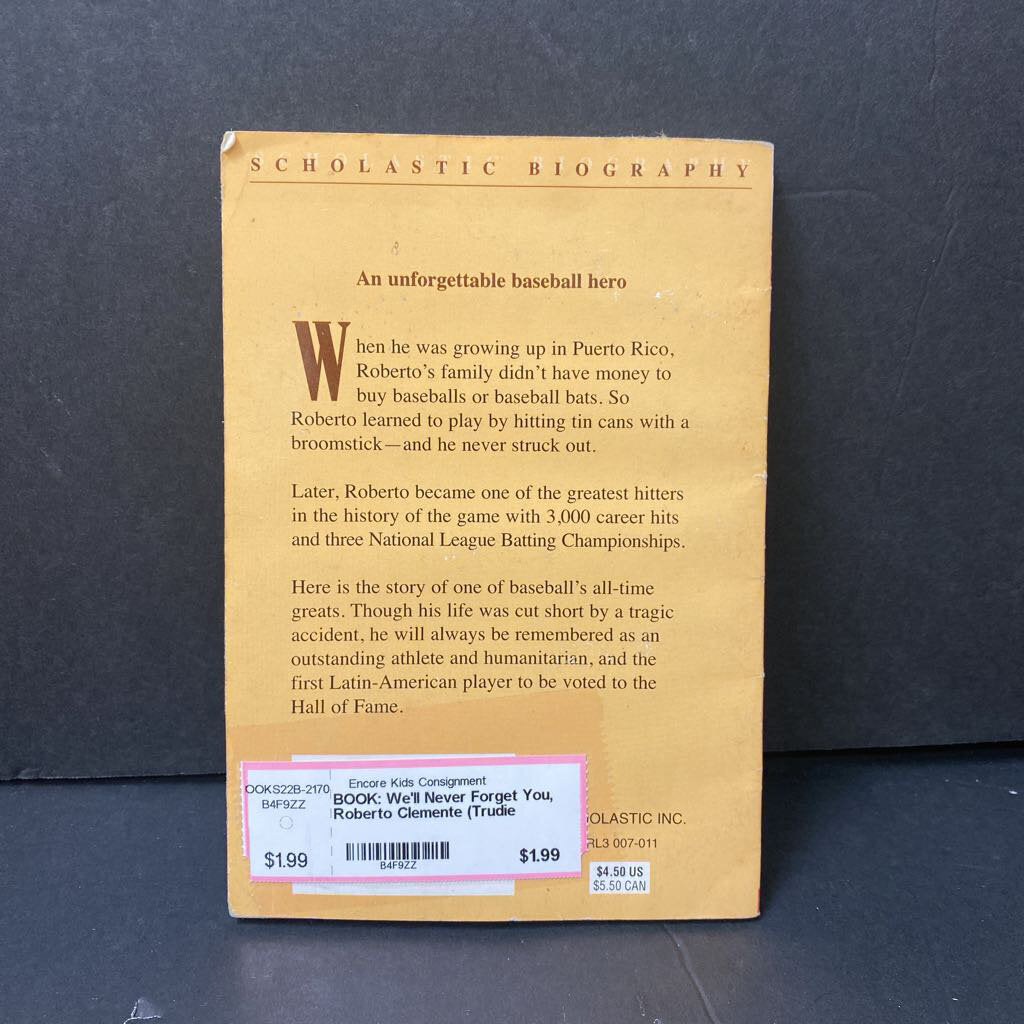 SCHOLASTIC BIOGRAPHY
An unforgettable baseball hero
When he was growing up in Puerto Rico,
Roberto's family didn't have money to
buy baseballs or baseball bats. So
Roberto learned to play by hitting tin cans with a
broomstick—and he never struck out.
Later, Roberto became one of the greatest hitters
in the history of the game with 3,000 career hits
and three National League Batting Championships.
Here is the story of one of baseball's all-time
greats. Though his life was cut short by a tragic
accident, he will always be remembered as an
outstanding athlete and humanitarian, and the
first Latin-American player to be voted to the
Hall of Fame.
OOKS22B-2170
B4F9ZZ
$1.99
Encore Kids Consignment
BOOK: We'll Never Forget You,
Roberto Clemente (Trudie
B4F9ZZ
$1.99
OLASTIC INC.
RL3 007-011
$4.50 US
$5.50 CAN